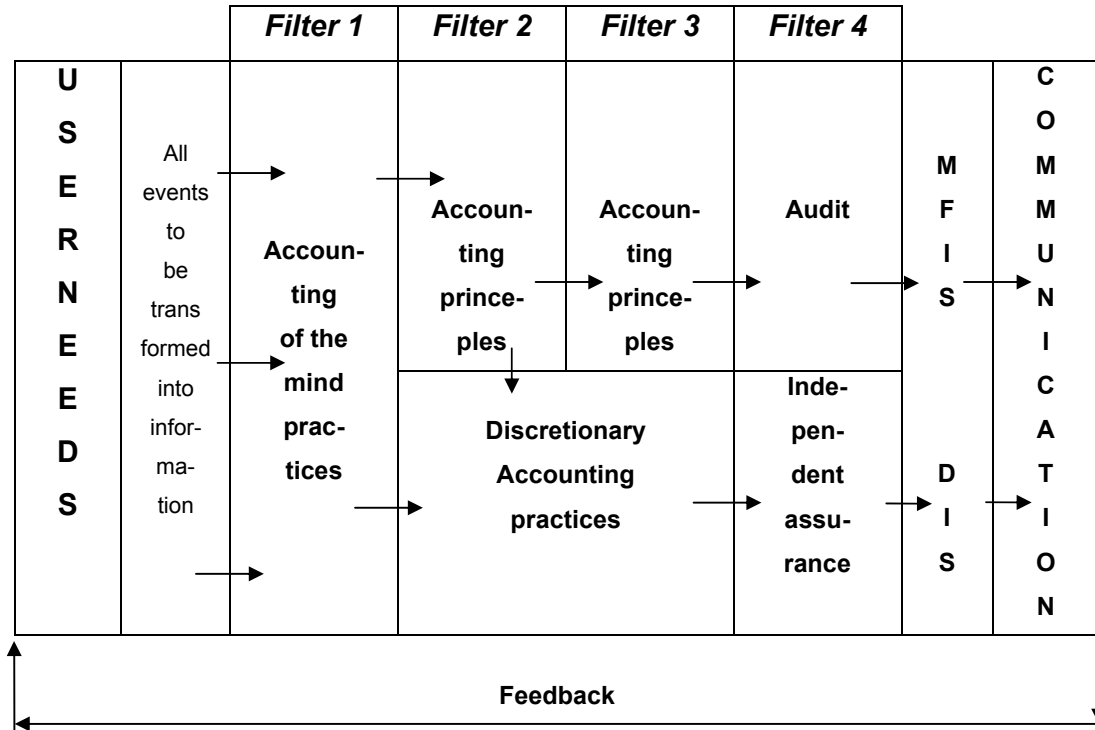 Filter 1
Filter 2
Filter 3
Filter 4
U
S
E
R
N
E
E
D
S
All
events
to
be
trans
formed
into
infor-
ma-
tion
Accoun-
ting
of the
mind
prac-
tices
Accoun-
ting
prince-
ples
Accoun-
ting
prince-
ples
Audit
Discretionary
Accounting
practices
Inde-
pen-
dent
assu-
rance
M
F
I
S
D
I
S
C
O
M
M
U
N
I
C
A
T
I
O
N
Feedback